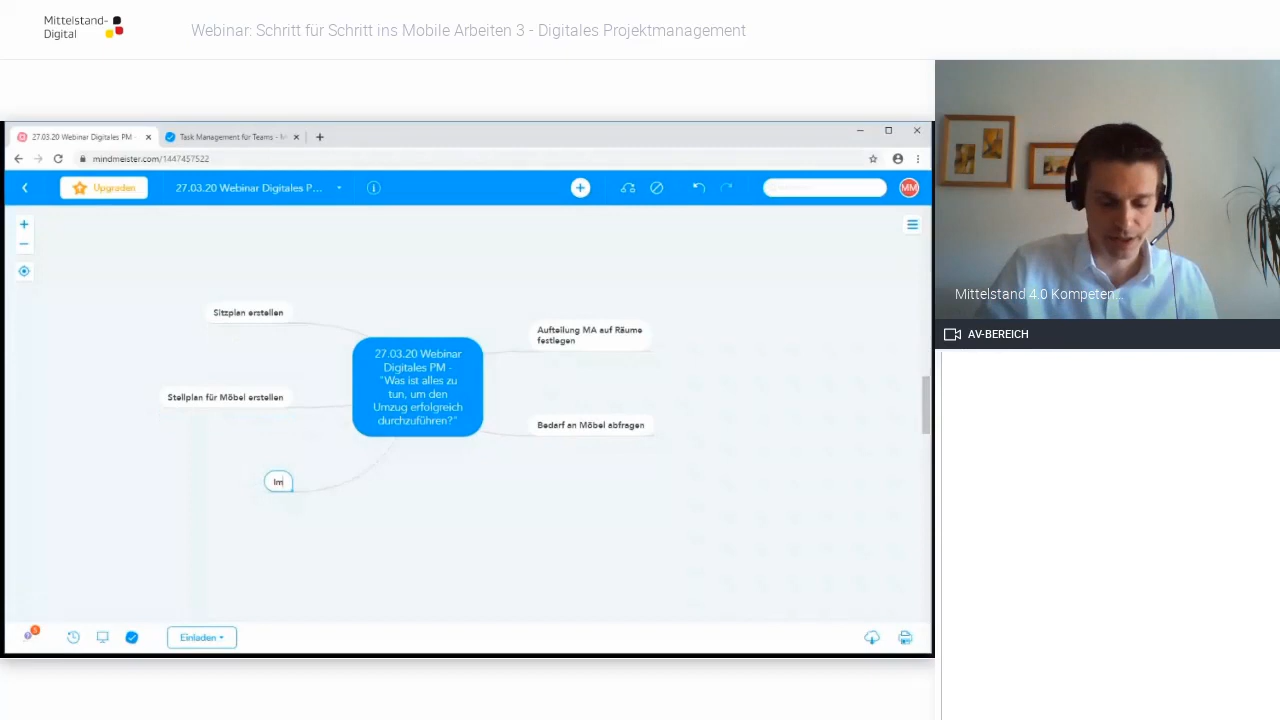 Mittelstand-
Digital
Webinar: Schritt für Schritt ins Mobile Arbeiten 3 - Digitales Projektmanagement
27.03.20 Webinar Digitales PM -
Task Management für Teams - M
mindmeister.com/1447457522
Upgraden
27.03.20 Webinar Digitales P...
MM
Sitzplan erstellen
Aufteilung MA auf Räume
festlegen
27.03.20 Webinar
Digitales PM -
"Was ist alles zu
tun, um den
Umzug erfolgreich
durchzuführen?"
Stellplan für Möbel erstellen
Bedarf an Möbel abfragen
Im
Einladen
Mittelstand 4.0 Kompeten...
AV-BEREICH